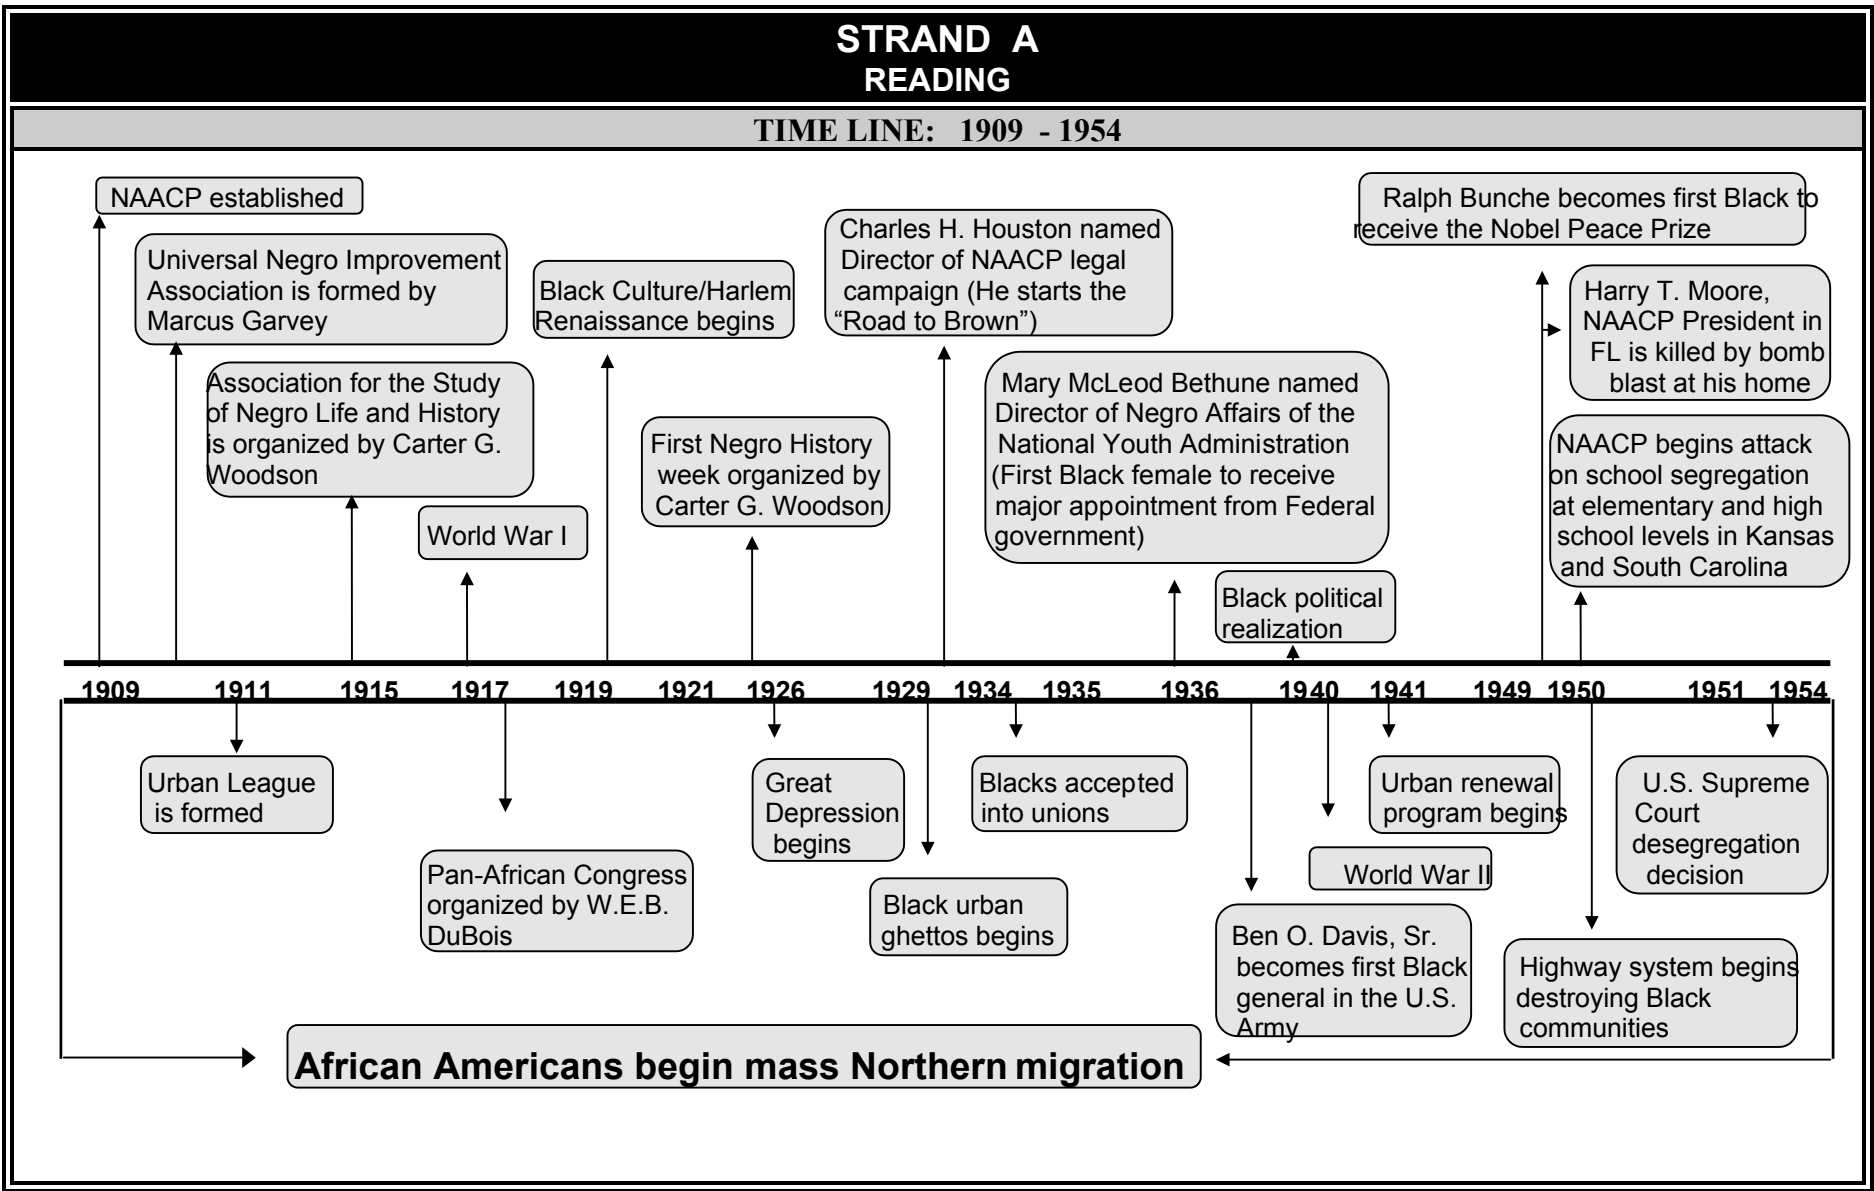 STRAND A
READING
TIME LINE: 1909 - 1954
NAACP established
Universal Negro Improvement
Association is formed by
Marcus Garvey
Association for the Study
of Negro Life and History
is organized by Carter G.
Woodson
World War I
Black Culture/Harlem
Renaissance begins
First Negro History
week organized by
Carter G. Woodson
Charles H. Houston named
Director of NAACP legal
campaign (He starts the
“Road to Brown”)
Mary McLeod Bethune named
Director of Negro Affairs of the
National Youth Administration
(First Black female to receive
major appointment from Federal
government)
Black political
realization
Ralph Bunche becomes first Black to
receive the Nobel Peace Prize
Harry T. Moore,
NAACP President in
FL is killed by bomb
blast at his home
NAACP begins attack
on school segregation
at elementary and high
school levels in Kansas
and South Carolina
1909 1911 1915 1917 1919 1921 1926 1929 1934 1935 1936 1940 1941 1949 1950 1951 1954
Urban League
is formed
Pan-African Congress
organized by W.E.B.
DuBois
Great
Depression
begins
Black urban
ghettos begins
Blacks accepted
into unions
Ben O. Davis, Sr.
becomes first Black
general in the U.S.
Army
World War II
Urban renewal
program begins
Highway system begins
destroying Black
communities
U.S. Supreme
Court
desegregation
decision
African Americans begin mass Northern migration